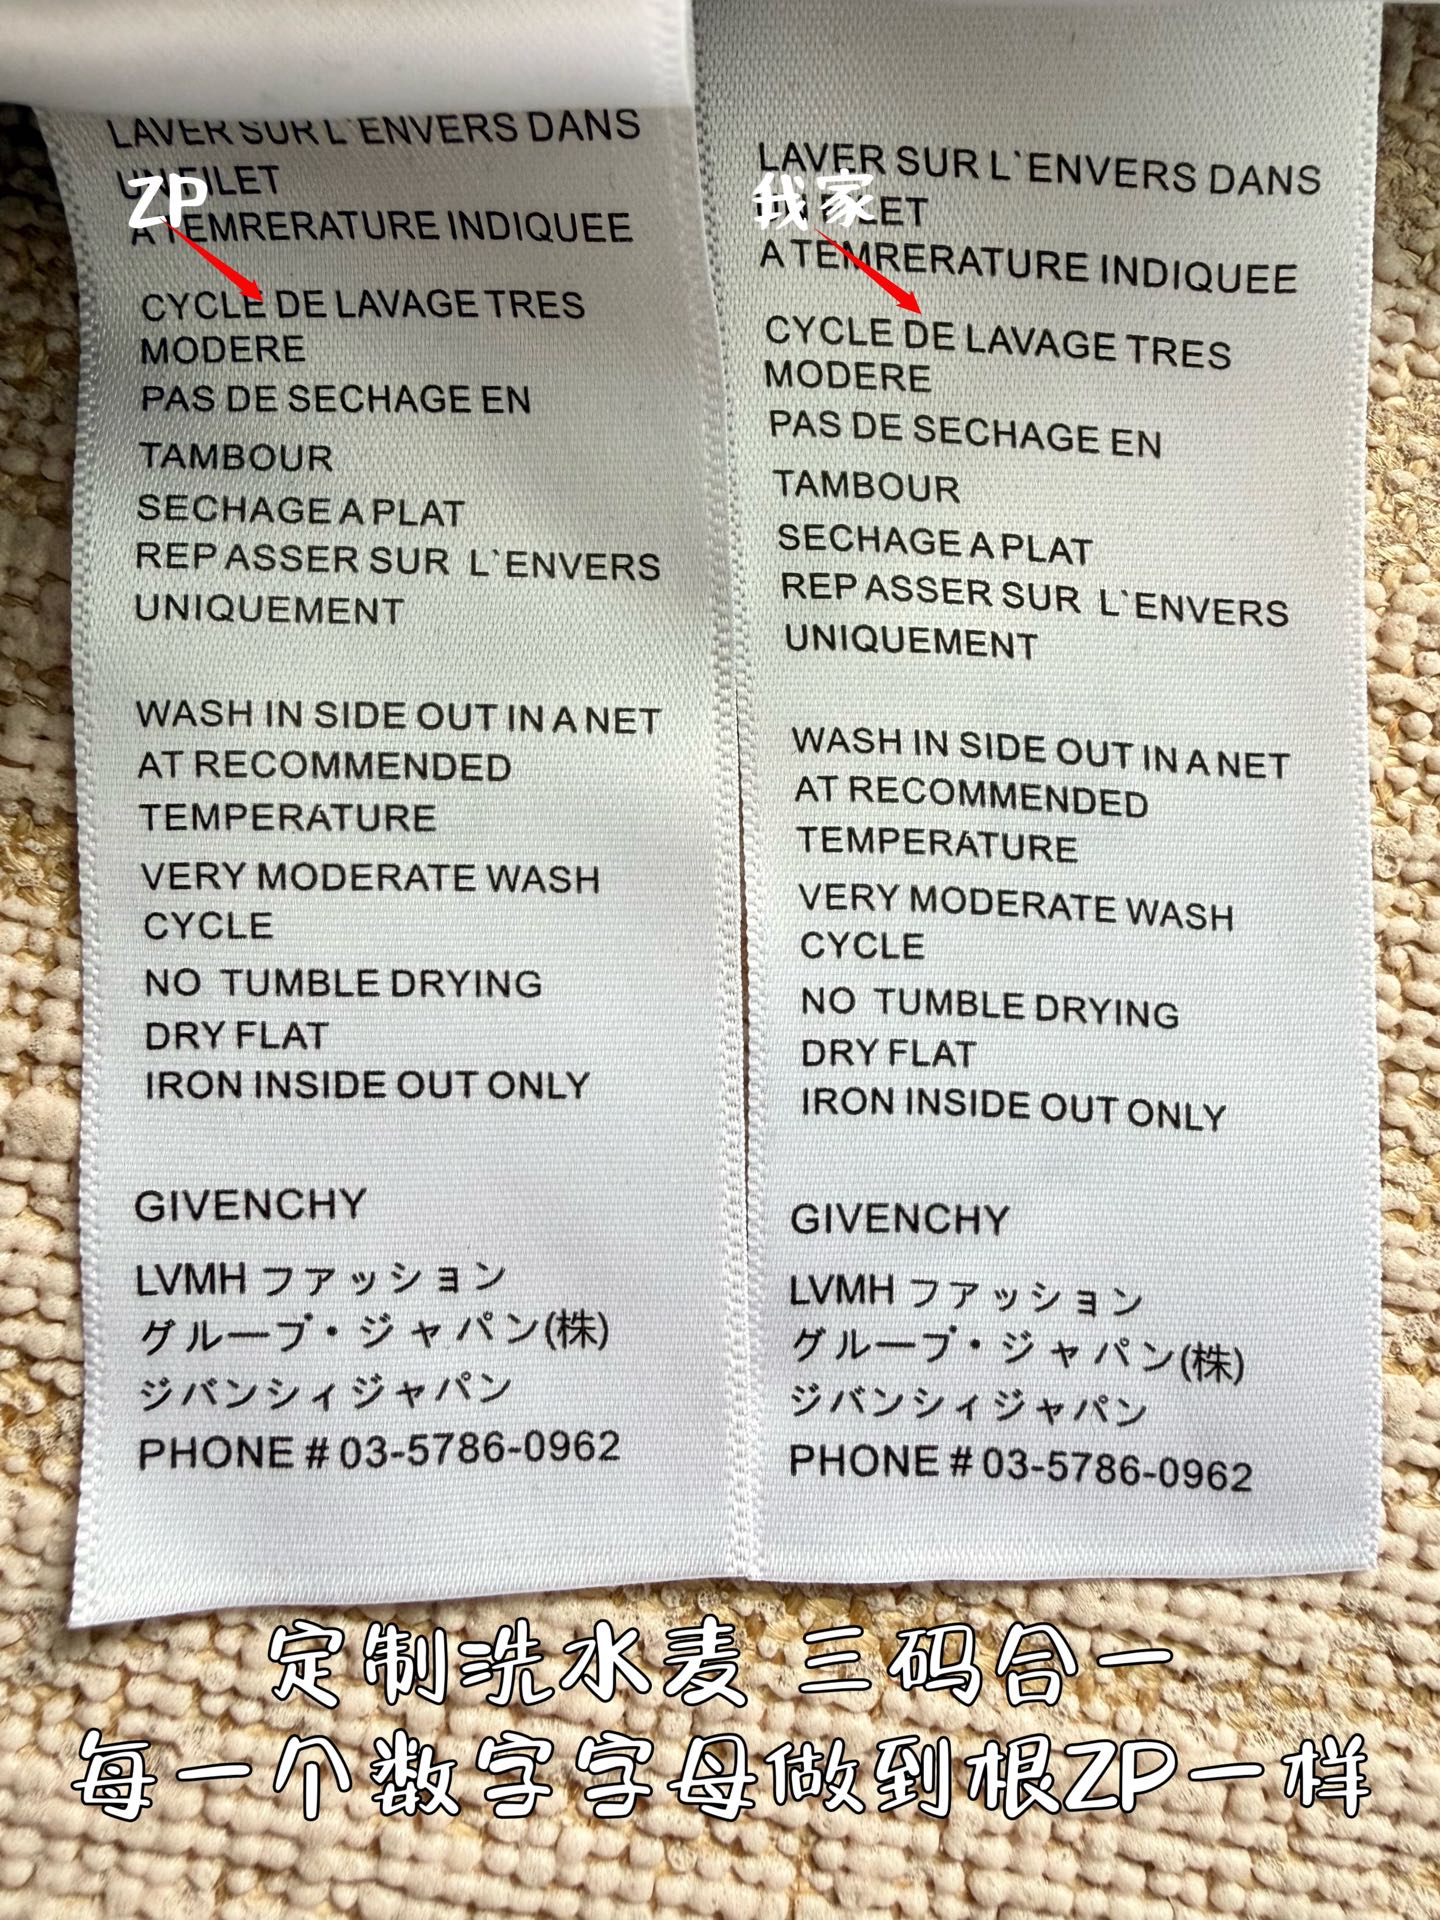 LAVER SUR L`ENVERS DANS
UN FILET
A TEMRERATURE INDIQUEE
CYCLE DE LAVAGE TRES
MODERE
PAS DE SECHAGE EN
TAMBOUR
SECHAGE A PLAT
REP ASSER SUR L`ENVERS
UNIQUEMENT
WASH IN SIDE OUT IN A NET
AT RECOMMENDED
TEMPERATURE
VERY MODERATE WASH
CYCLE
NO TUMBLE DRYING
DRY FLAT
IRON INSIDE OUT ONLY
GIVENCHY
LVMH ファッション
グループ・ジャパン(株)
ジバンシィジャパン
PHONE # 03-5786-0962
ZP
LAVER SUR L`ENVERS DANS
UN FILET
A TEMRERATURE INDIQUEE
CYCLE DE LAVAGE TRES
MODERE
PAS DE SECHAGE EN
TAMBOUR
SECHAGE A PLAT
REP ASSER SUR L`ENVERS
UNIQUEMENT
WASH IN SIDE OUT IN A NET
AT RECOMMENDED
TEMPERATURE
VERY MODERATE WASH
CYCLE
NO TUMBLE DRYING
DRY FLAT
IRON INSIDE OUT ONLY
GIVENCHY
LVMH ファッション
グループ・ジャパン(株)
ジバンシィジャパン
PHONE # 03-5786-0962
我家
定制洗水麦 三码合一
每一个数字字母做到根ZP一样